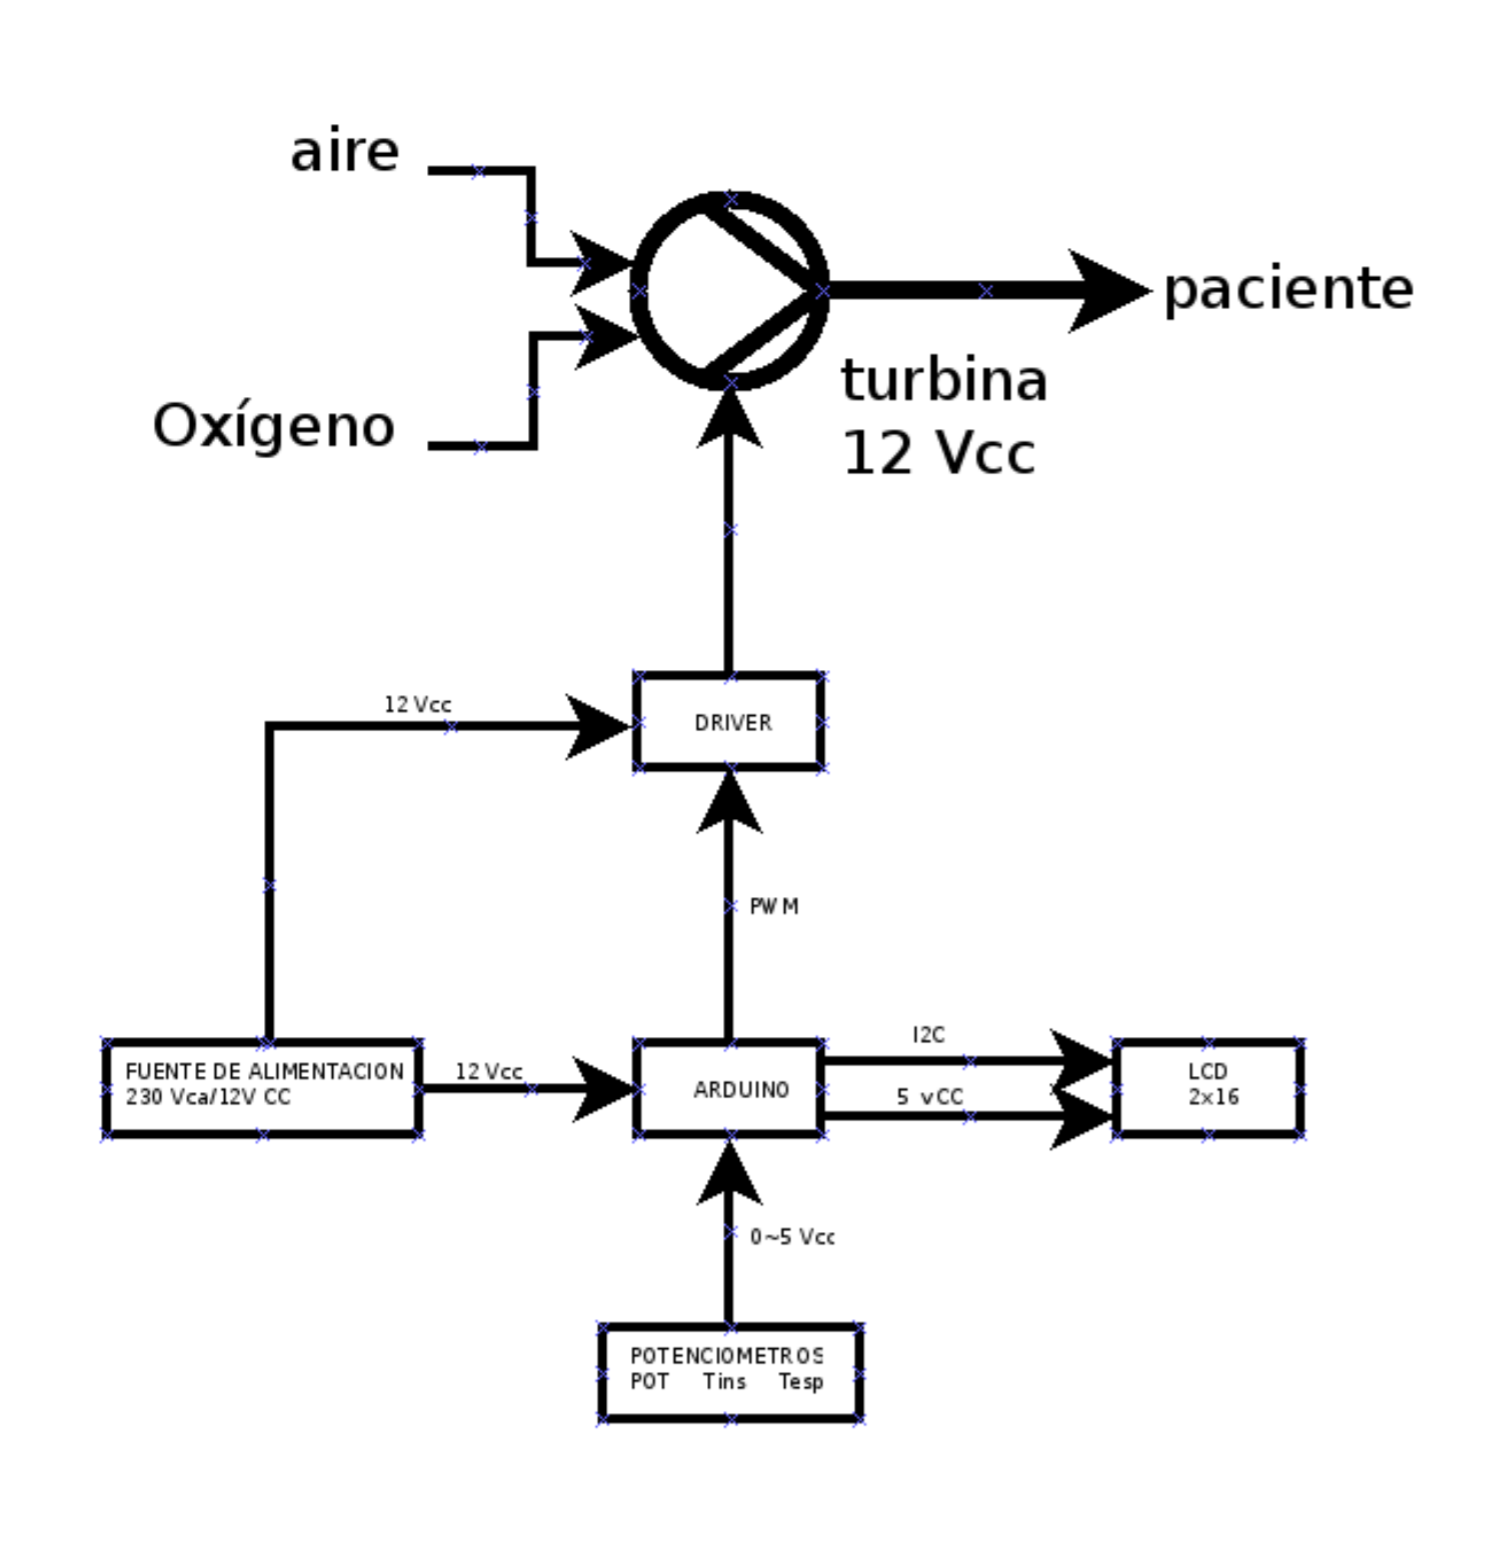 aire
paciente
turbina
12 Vcc
Oxígeno
12 Vcc
DRIVER
PWM
FUENTE DE ALIMENTACION
230 Vca/12V CC
12 Vcc
ARDUINO
I2C
5 vCC
LCD
2x16
0~5 Vcc
POTENCIOMETROS
POT Tins Tesp